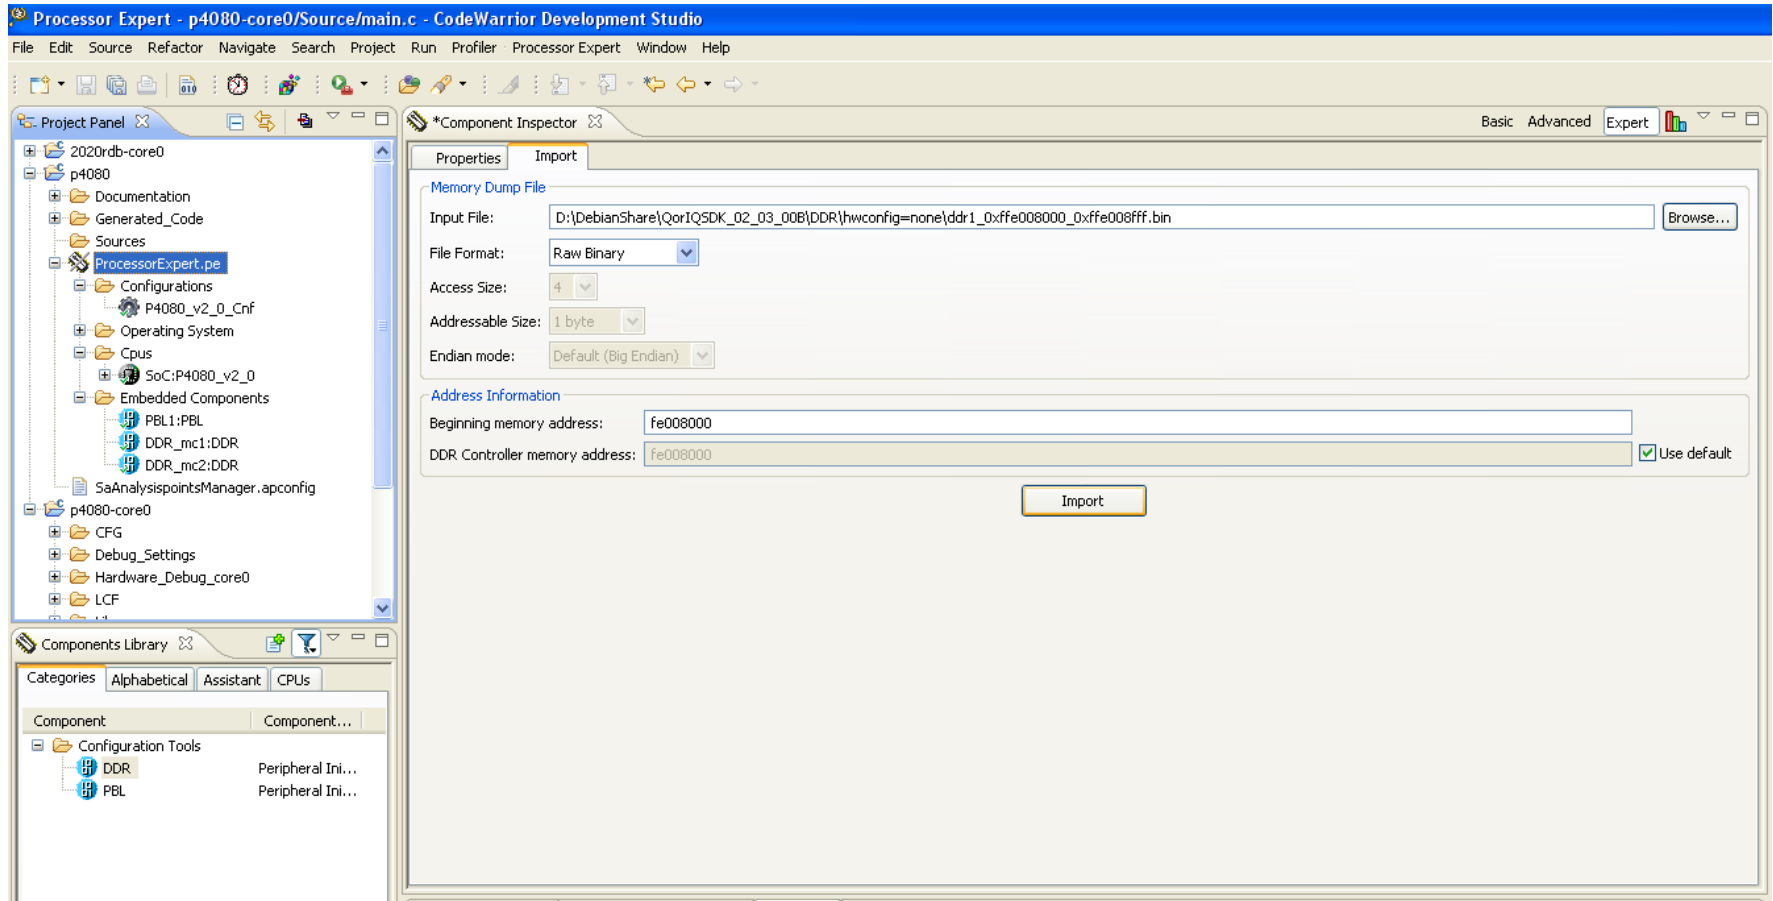 Processor Expert - p4080-core0/Source/main.c - CodeWarrior Development Studio
File Edit Source Refactor Navigate Search Project Run Profiler Processor Expert Window Help
Project Panel
2020rdb-core0
p4080
Documentation
Generated_Code
Sources
ProcessorExpert.pe
Configurations
P4080_v2_0_Cnf
Operating System
Cpus
SoC:P4080_v2_0
Embedded Components
PBL1:PBL
DDR_mc1:DDR
DDR_mc2:DDR
SaAnalysispointsManager.apconfig
p4080-core0
CFG
Debug_Settings
Hardware_Debug_core0
LCF
Components Library
Categories Alphabetical Assistant CPUs
Component Component...
Configuration Tools
DDR Peripheral Ini...
PBL Peripheral Ini...
*Component Inspector
Basic Advanced Expert
Properties Import
Memory Dump File
Input File: D:\DebianShare\QorIQSDK_02_03_00B\DDR\hwconfig=none\ddr1_0xffe008000_0xffe008fff.bin Browse...
File Format: Raw Binary
Access Size: 4
Addressable Size: 1 byte
Endian mode: Default (Big Endian)
Address Information
Beginning memory address: fe008000
DDR Controller memory address: fe008000 Use default
Import